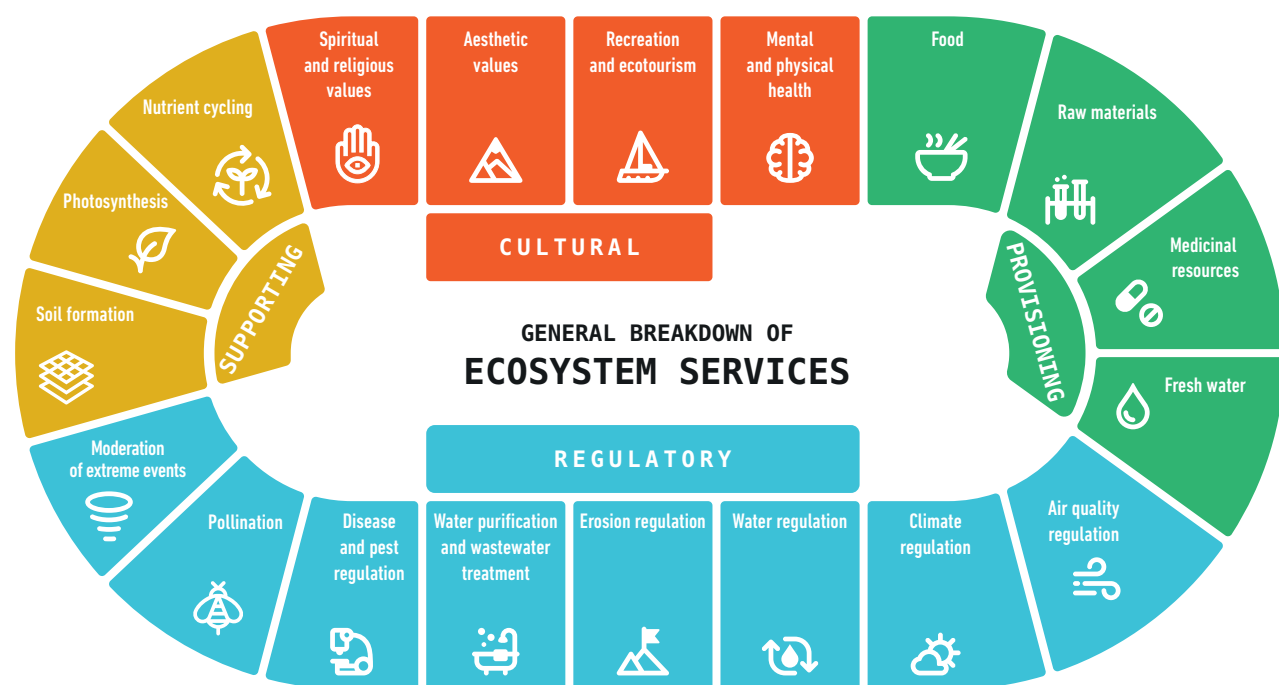 Spiritual
and religious
values
Aesthetic
values
Recreation
and ecotourism
Mental
and physical
health
Food
Raw materials
Medicinal
resources
Fresh water
Nutrient cycling
Photosynthesis
Soil formation
SUPPORTING
CULTURAL
PROVISIONING
GENERAL BREAKDOWN OF
ECOSYSTEM SERVICES
REGULATORY
Moderation
of extreme events
Pollination
Disease
and pest
regulation
Water purification
and wastewater
treatment
Erosion regulation
Water regulation
Climate
regulation
Air quality
regulation